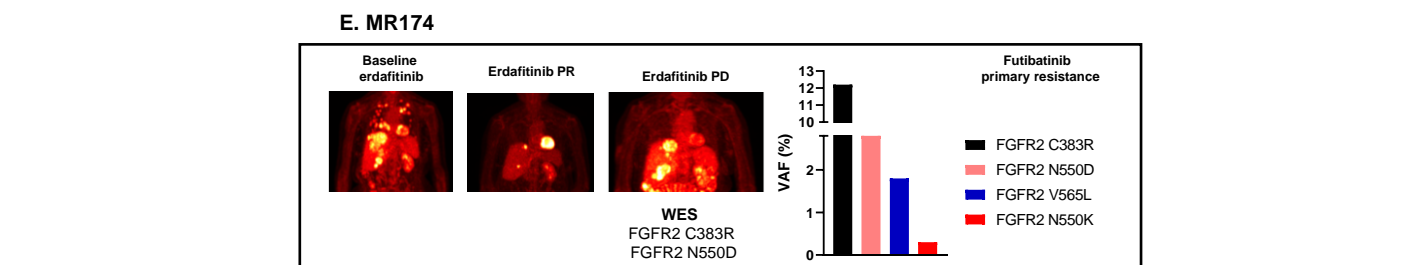 E. MR174
Baseline
erdafitinib
Erdafitinib PR
Erdafitinib PD
WES
FGFR2 C383R
FGFR2 N550D
VAF (%)
13
12
11
10
2
1
0
Futibatinib
primary resistance
FGFR2 C383R
FGFR2 N550D
FGFR2 V565L
FGFR2 N550K